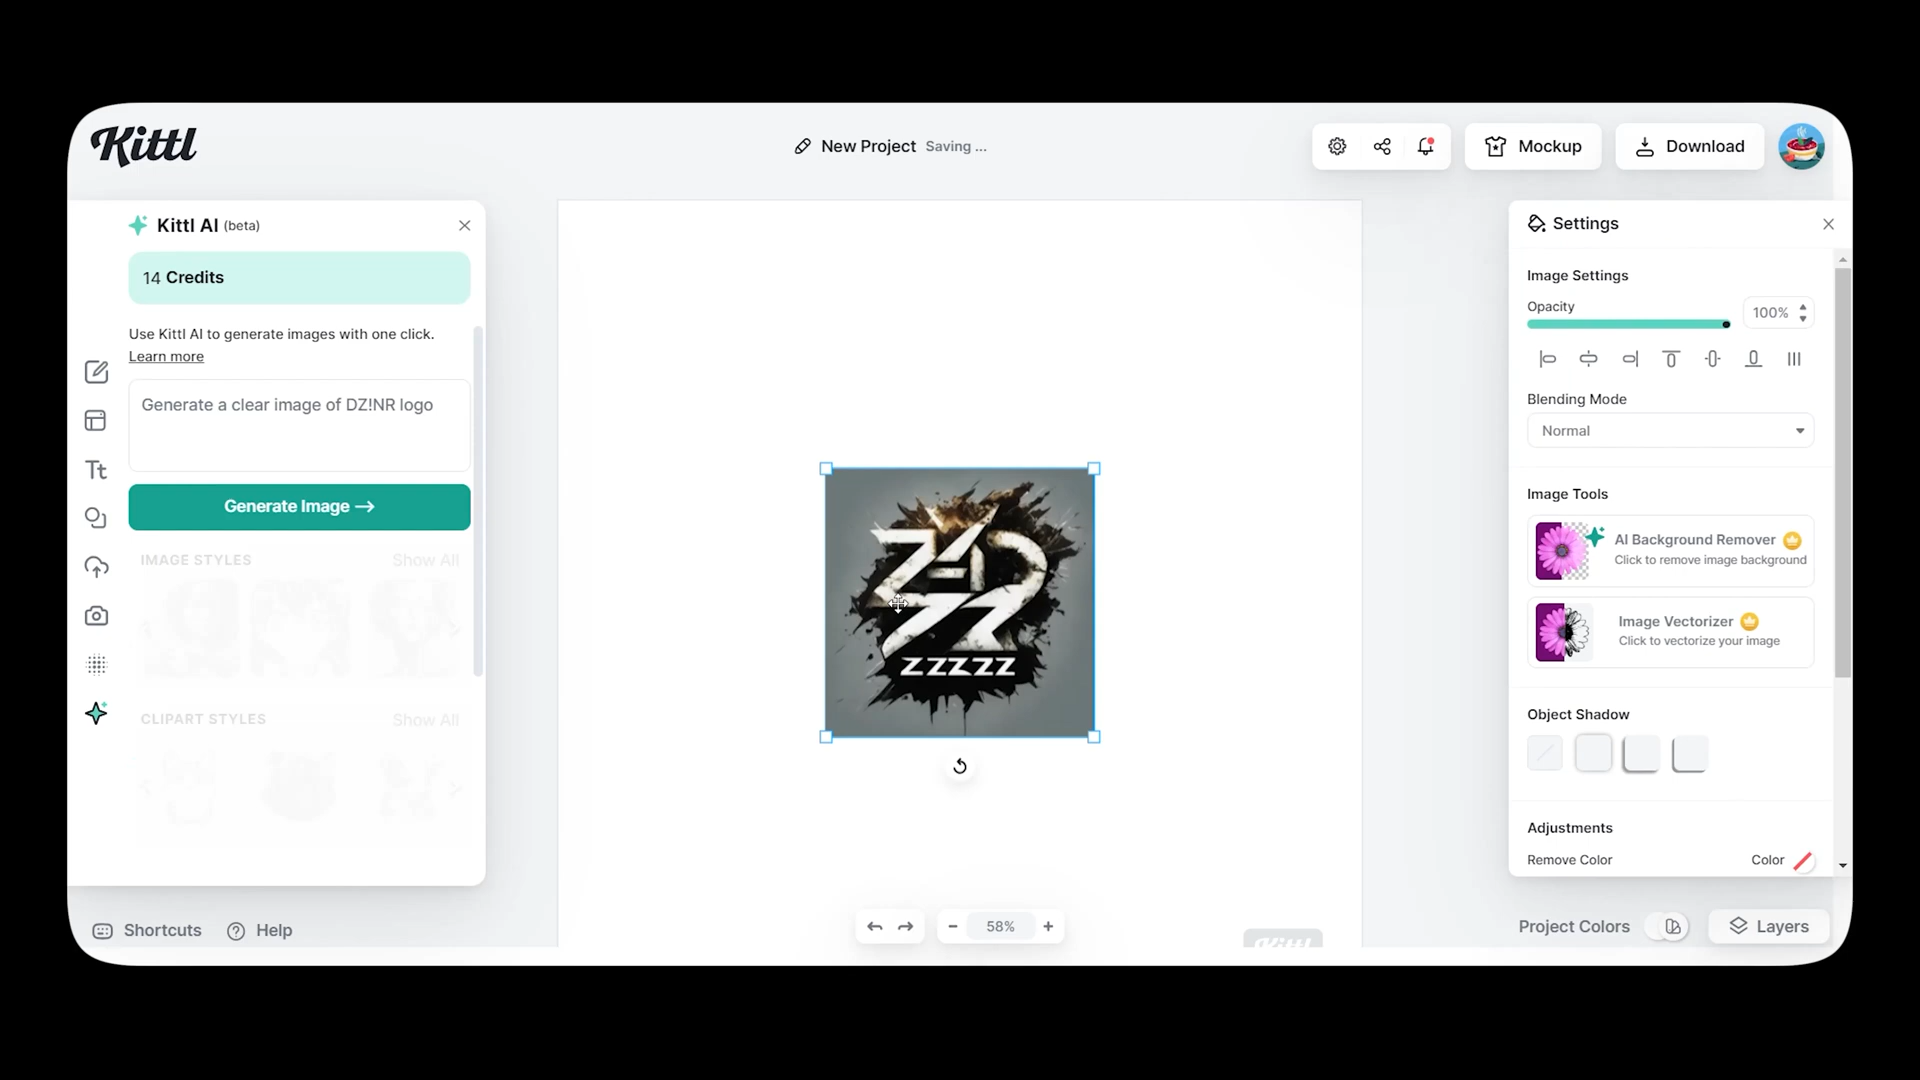 Kittl
New Project Saving ...
Mockup
Download
Kittl AI (beta)
14 Credits
Use Kittl AI to generate images with one click.
Learn more
Generate a clear image of DZ!NR logo
Generate Image →
IMAGE STYLES Show All
CLIPART STYLES Show All
Tt
ZZZZZ
Settings
Image Settings
Opacity
100%
Blending Mode
Normal
Image Tools
AI Background Remover
Click to remove image background
Image Vectorizer
Click to vectorize your image
Object Shadow
Adjustments
Remove Color Color
Shortcuts
Help
58%
Kittl
Project Colors
Layers